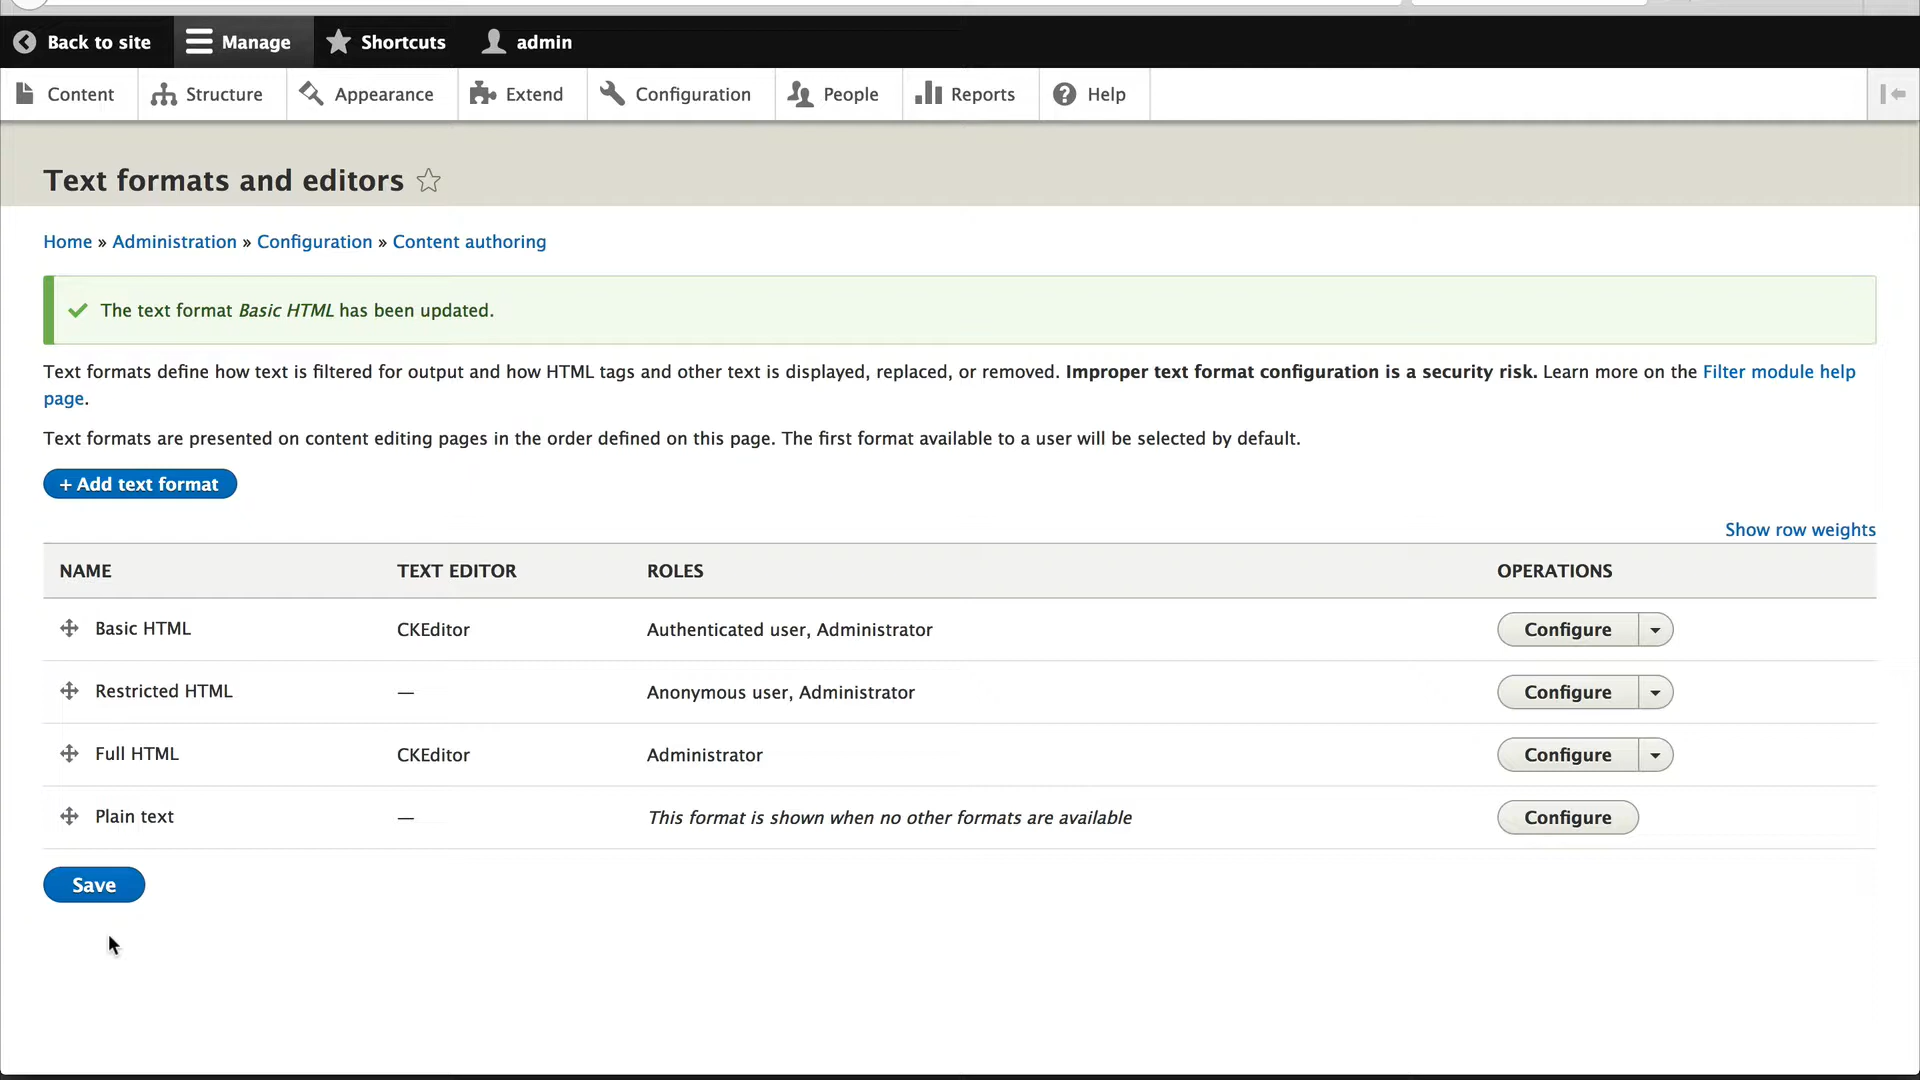 Back to site Manage Shortcuts admin
Content Structure Appearance Extend Configuration People Reports Help
Text formats and editors
Home » Administration » Configuration » Content authoring
The text format Basic HTML has been updated.
Text formats define how text is filtered for output and how HTML tags and other text is displayed, replaced, or removed. Improper text format configuration is a security risk. Learn more on the Filter module help
page.
Text formats are presented on content editing pages in the order defined on this page. The first format available to a user will be selected by default.
+ Add text format
Show row weights
NAME TEXT EDITOR ROLES OPERATIONS
Basic HTML CKEditor Authenticated user, Administrator Configure
Restricted HTML — Anonymous user, Administrator Configure
Full HTML CKEditor Administrator Configure
Plain text — This format is shown when no other formats are available Configure
Save